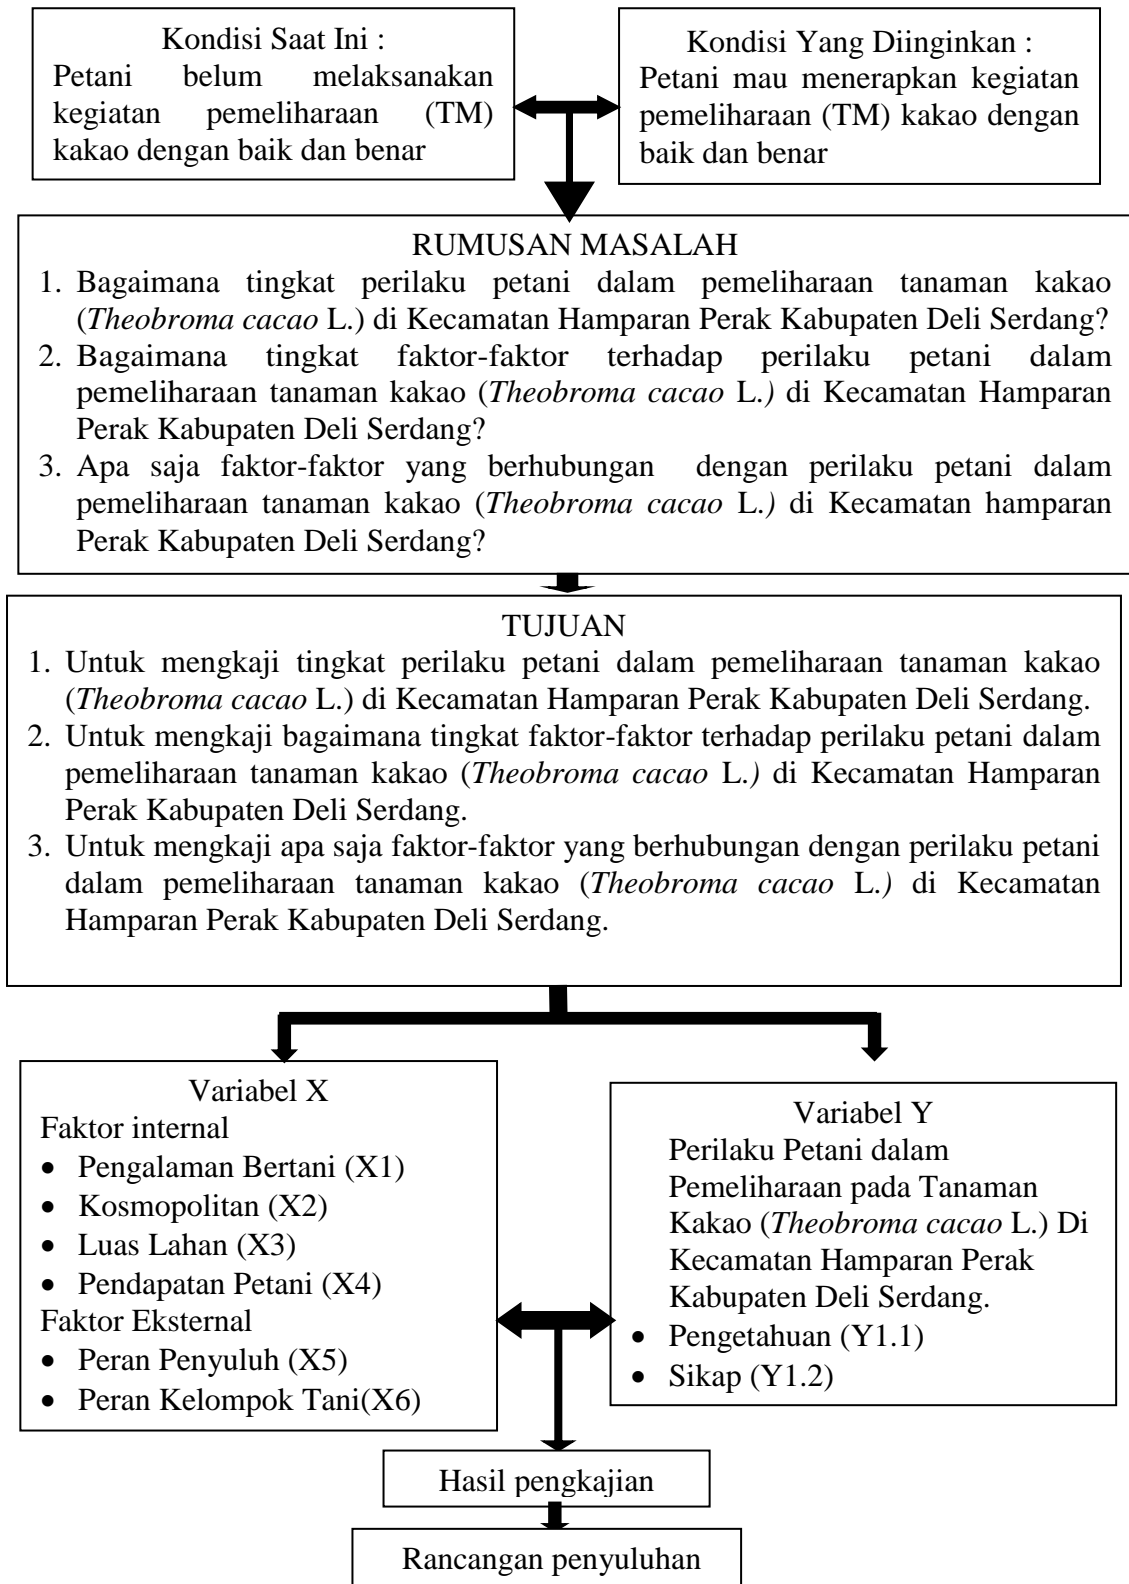 Kondisi Saat Ini :
Petani belum melaksanakan
kegiatan pemeliharaan (TM)
kakao dengan baik dan benar
Kondisi Yang Diinginkan :
Petani mau menerapkan kegiatan
pemeliharaan (TM) kakao dengan
baik dan benar
RUMUSAN MASALAH
1. Bagaimana tingkat perilaku petani dalam pemeliharaan tanaman kakao
(Theobroma cacao L.) di Kecamatan Hamparan Perak Kabupaten Deli Serdang?
2. Bagaimana tingkat faktor-faktor terhadap perilaku petani dalam
pemeliharaan tanaman kakao (Theobroma cacao L.) di Kecamatan Hamparan
Perak Kabupaten Deli Serdang?
3. Apa saja faktor-faktor yang berhubungan dengan perilaku petani dalam
pemeliharaan tanaman kakao (Theobroma cacao L.) di Kecamatan hamparan
Perak Kabupaten Deli Serdang?
TUJUAN
1. Untuk mengkaji tingkat perilaku petani dalam pemeliharaan tanaman kakao
(Theobroma cacao L.) di Kecamatan Hamparan Perak Kabupaten Deli Serdang.
2. Untuk mengkaji bagaimana tingkat faktor-faktor terhadap perilaku petani dalam
pemeliharaan tanaman kakao (Theobroma cacao L.) di Kecamatan Hamparan
Perak Kabupaten Deli Serdang.
3. Untuk mengkaji apa saja faktor-faktor yang berhubungan dengan perilaku petani
dalam pemeliharaan tanaman kakao (Theobroma cacao L.) di Kecamatan
Hamparan Perak Kabupaten Deli Serdang.
Variabel X
Faktor internal
• Pengalaman Bertani (X1)
• Kosmopolitan (X2)
• Luas Lahan (X3)
• Pendapatan Petani (X4)
Faktor Eksternal
• Peran Penyuluh (X5)
• Peran Kelompok Tani(X6)
Variabel Y
Perilaku Petani dalam
Pemeliharaan pada Tanaman
Kakao (Theobroma cacao L.) Di
Kecamatan Hamparan Perak
Kabupaten Deli Serdang.
• Pengetahuan (Y1.1)
• Sikap (Y1.2)
Hasil pengkajian
Rancangan penyuluhan